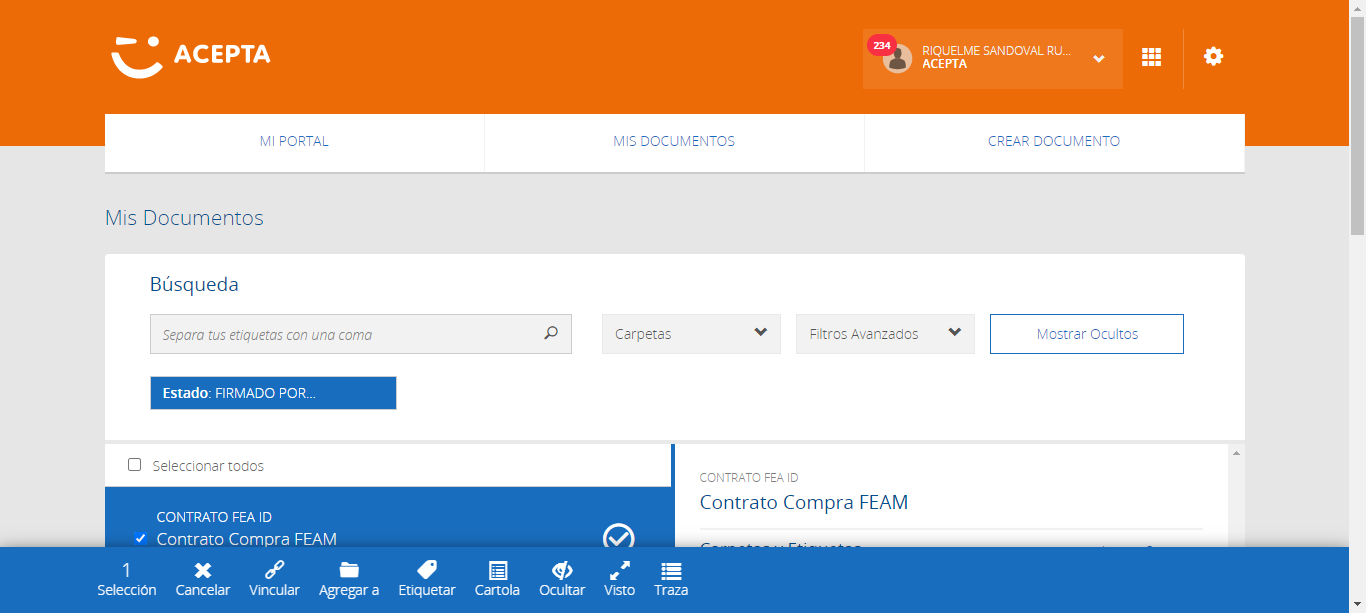 ACEPTA
234
RIQUELME SANDOVAL RU...
ACEPTA
MI PORTAL
MIS DOCUMENTOS
CREAR DOCUMENTO
Mis Documentos
Búsqueda
Separa tus etiquetas con una coma
Carpetas
Filtros Avanzados
Mostrar Ocultos
Estado: FIRMADO POR...
Seleccionar todos
CONTRATO FEA ID
Contrato Compra FEAM
CONTRATO FEA ID
Contrato Compra FEAM
Carpetas y Etiquetas
1
Selección
Cancelar
Vincular
Agregar a
Etiquetar
Cartola
Ocultar
Visto
Traza